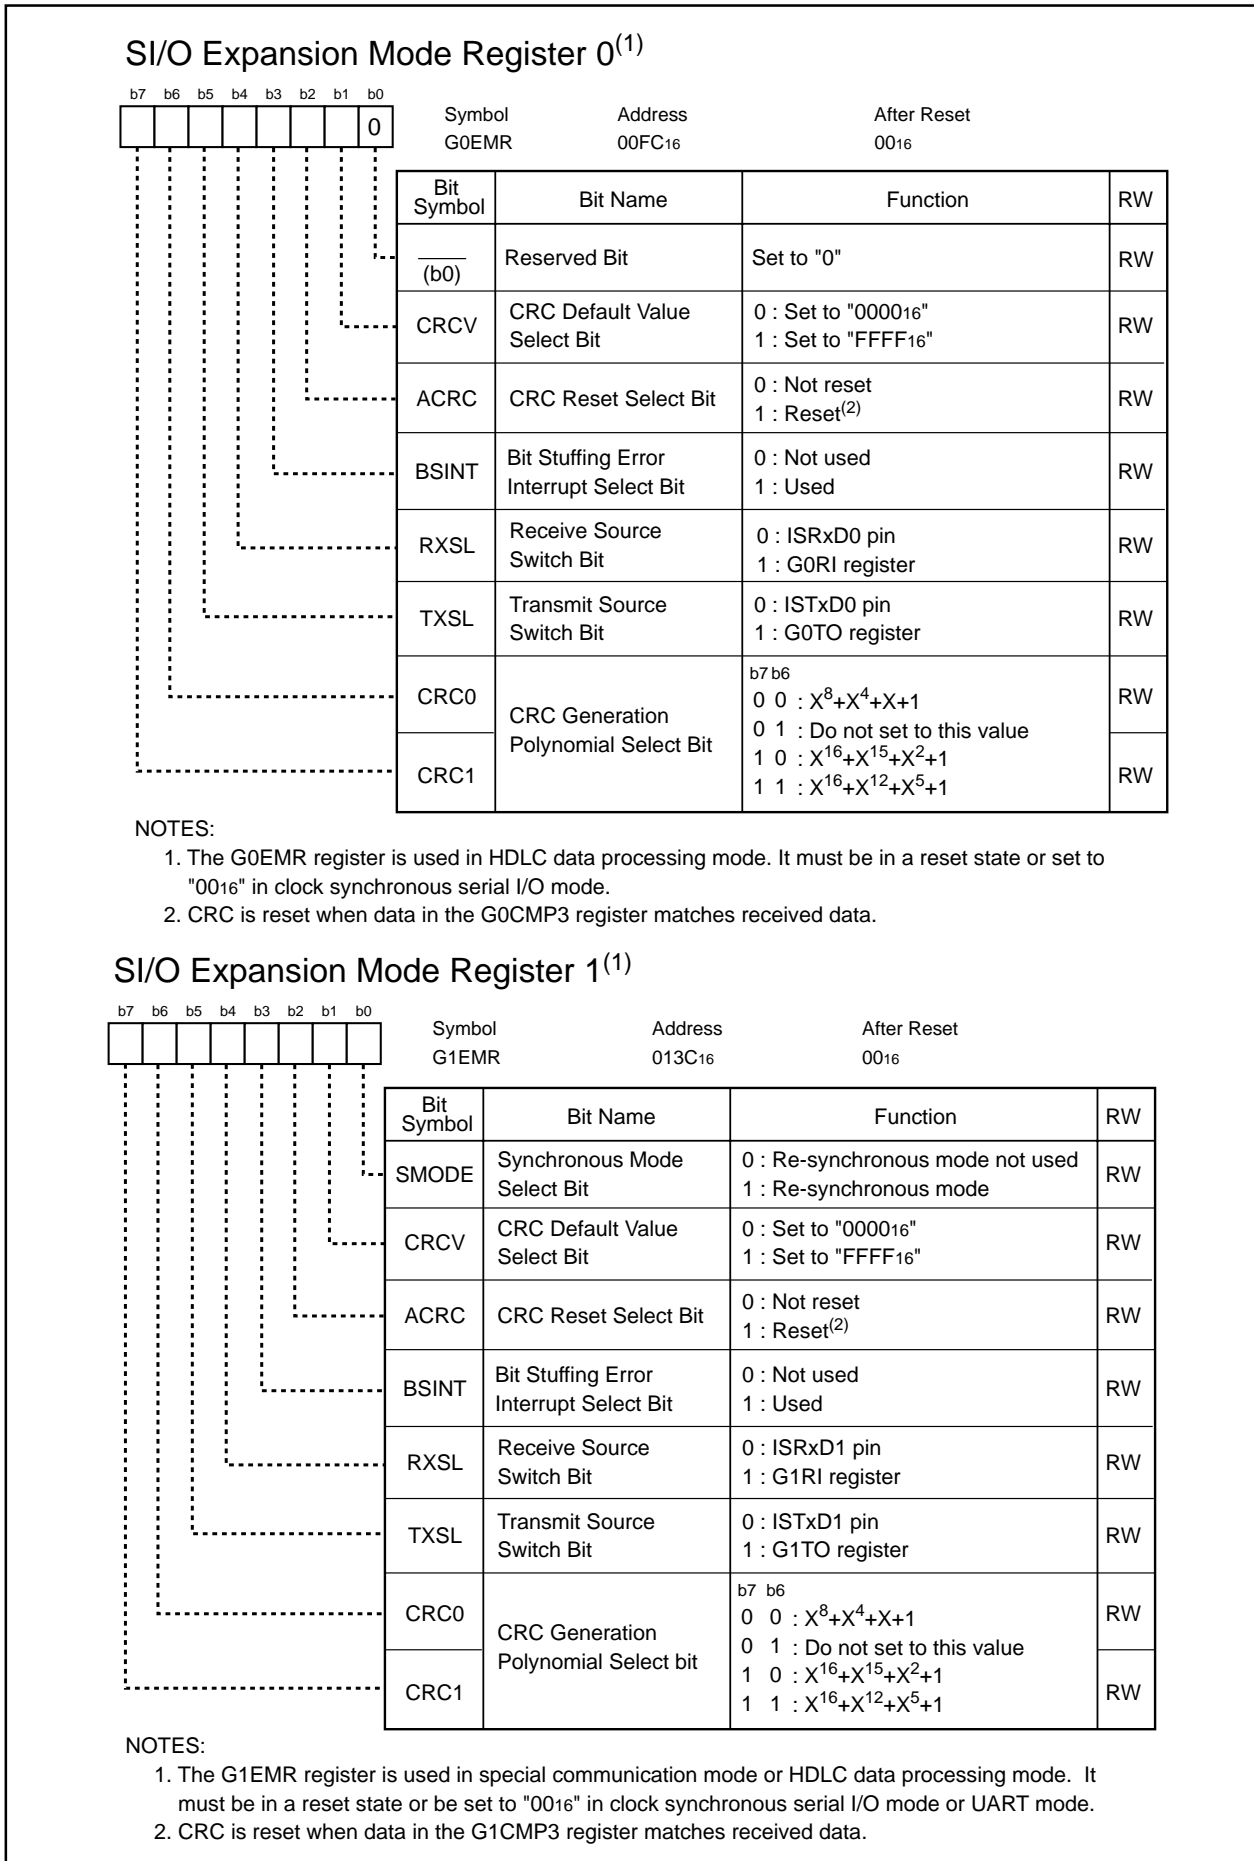 SI/O Expansion Mode Register 0(1)
b7 b6 b5 b4 b3 b2 b1 b0
0
Symbol Address After Reset
G0EMR 00FC16 0016
Bit Symbol Bit Name Function RW
(b0) Reserved Bit Set to "0" RW
CRCV CRC Default Value Select Bit 0 : Set to "000016" RW
1 : Set to "FFFF16"
ACRC CRC Reset Select Bit 0 : Not reset RW
1 : Reset(2)
BSINT Bit Stuffing Error Interrupt Select Bit 0 : Not used RW
1 : Used
RXSL Receive Source Switch Bit 0 : ISRxD0 pin RW
1 : G0RI register
TXSL Transmit Source Switch Bit 0 : ISTxD0 pin RW
1 : G0TO register
CRC0 CRC Generation Polynomial Select Bit b7 b6 RW
0 0 : X8+X4+X+1
0 1 : Do not set to this value
CRC1 1 0 : X16+X15+X2+1 RW
1 1 : X16+X12+X5+1
NOTES:
1. The G0EMR register is used in HDLC data processing mode. It must be in a reset state or set to
"0016" in clock synchronous serial I/O mode.
2. CRC is reset when data in the G0CMP3 register matches received data.
SI/O Expansion Mode Register 1(1)
b7 b6 b5 b4 b3 b2 b1 b0
Symbol Address After Reset
G1EMR 013C16 0016
Bit Symbol Bit Name Function RW
SMODE Synchronous Mode Select Bit 0 : Re-synchronous mode not used RW
1 : Re-synchronous mode
CRCV CRC Default Value Select Bit 0 : Set to "000016" RW
1 : Set to "FFFF16"
ACRC CRC Reset Select Bit 0 : Not reset RW
1 : Reset(2)
BSINT Bit Stuffing Error Interrupt Select Bit 0 : Not used RW
1 : Used
RXSL Receive Source Switch Bit 0 : ISRxD1 pin RW
1 : G1RI register
TXSL Transmit Source Switch Bit 0 : ISTxD1 pin RW
1 : G1TO register
CRC0 CRC Generation Polynomial Select bit b7 b6 RW
0 0 : X8+X4+X+1
0 1 : Do not set to this value
CRC1 1 0 : X16+X15+X2+1 RW
1 1 : X16+X12+X5+1
NOTES:
1. The G1EMR register is used in special communication mode or HDLC data processing mode. It
must be in a reset state or be set to "0016" in clock synchronous serial I/O mode or UART mode.
2. CRC is reset when data in the G1CMP3 register matches received data.